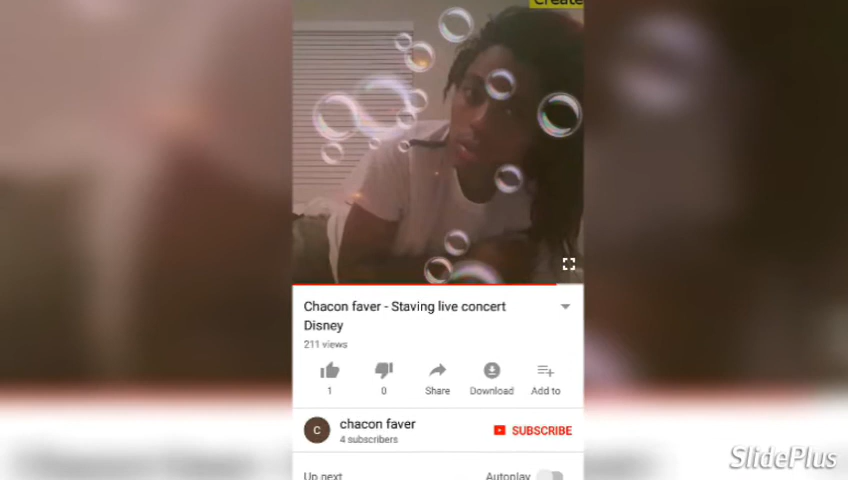 Create
Chacon faver - Staving live concert
Disney
211 views
1
0
Share
Download
Add to
C
chacon faver
4 subscribers
SUBSCRIBE
Up next
Autoplay
SlidePlus